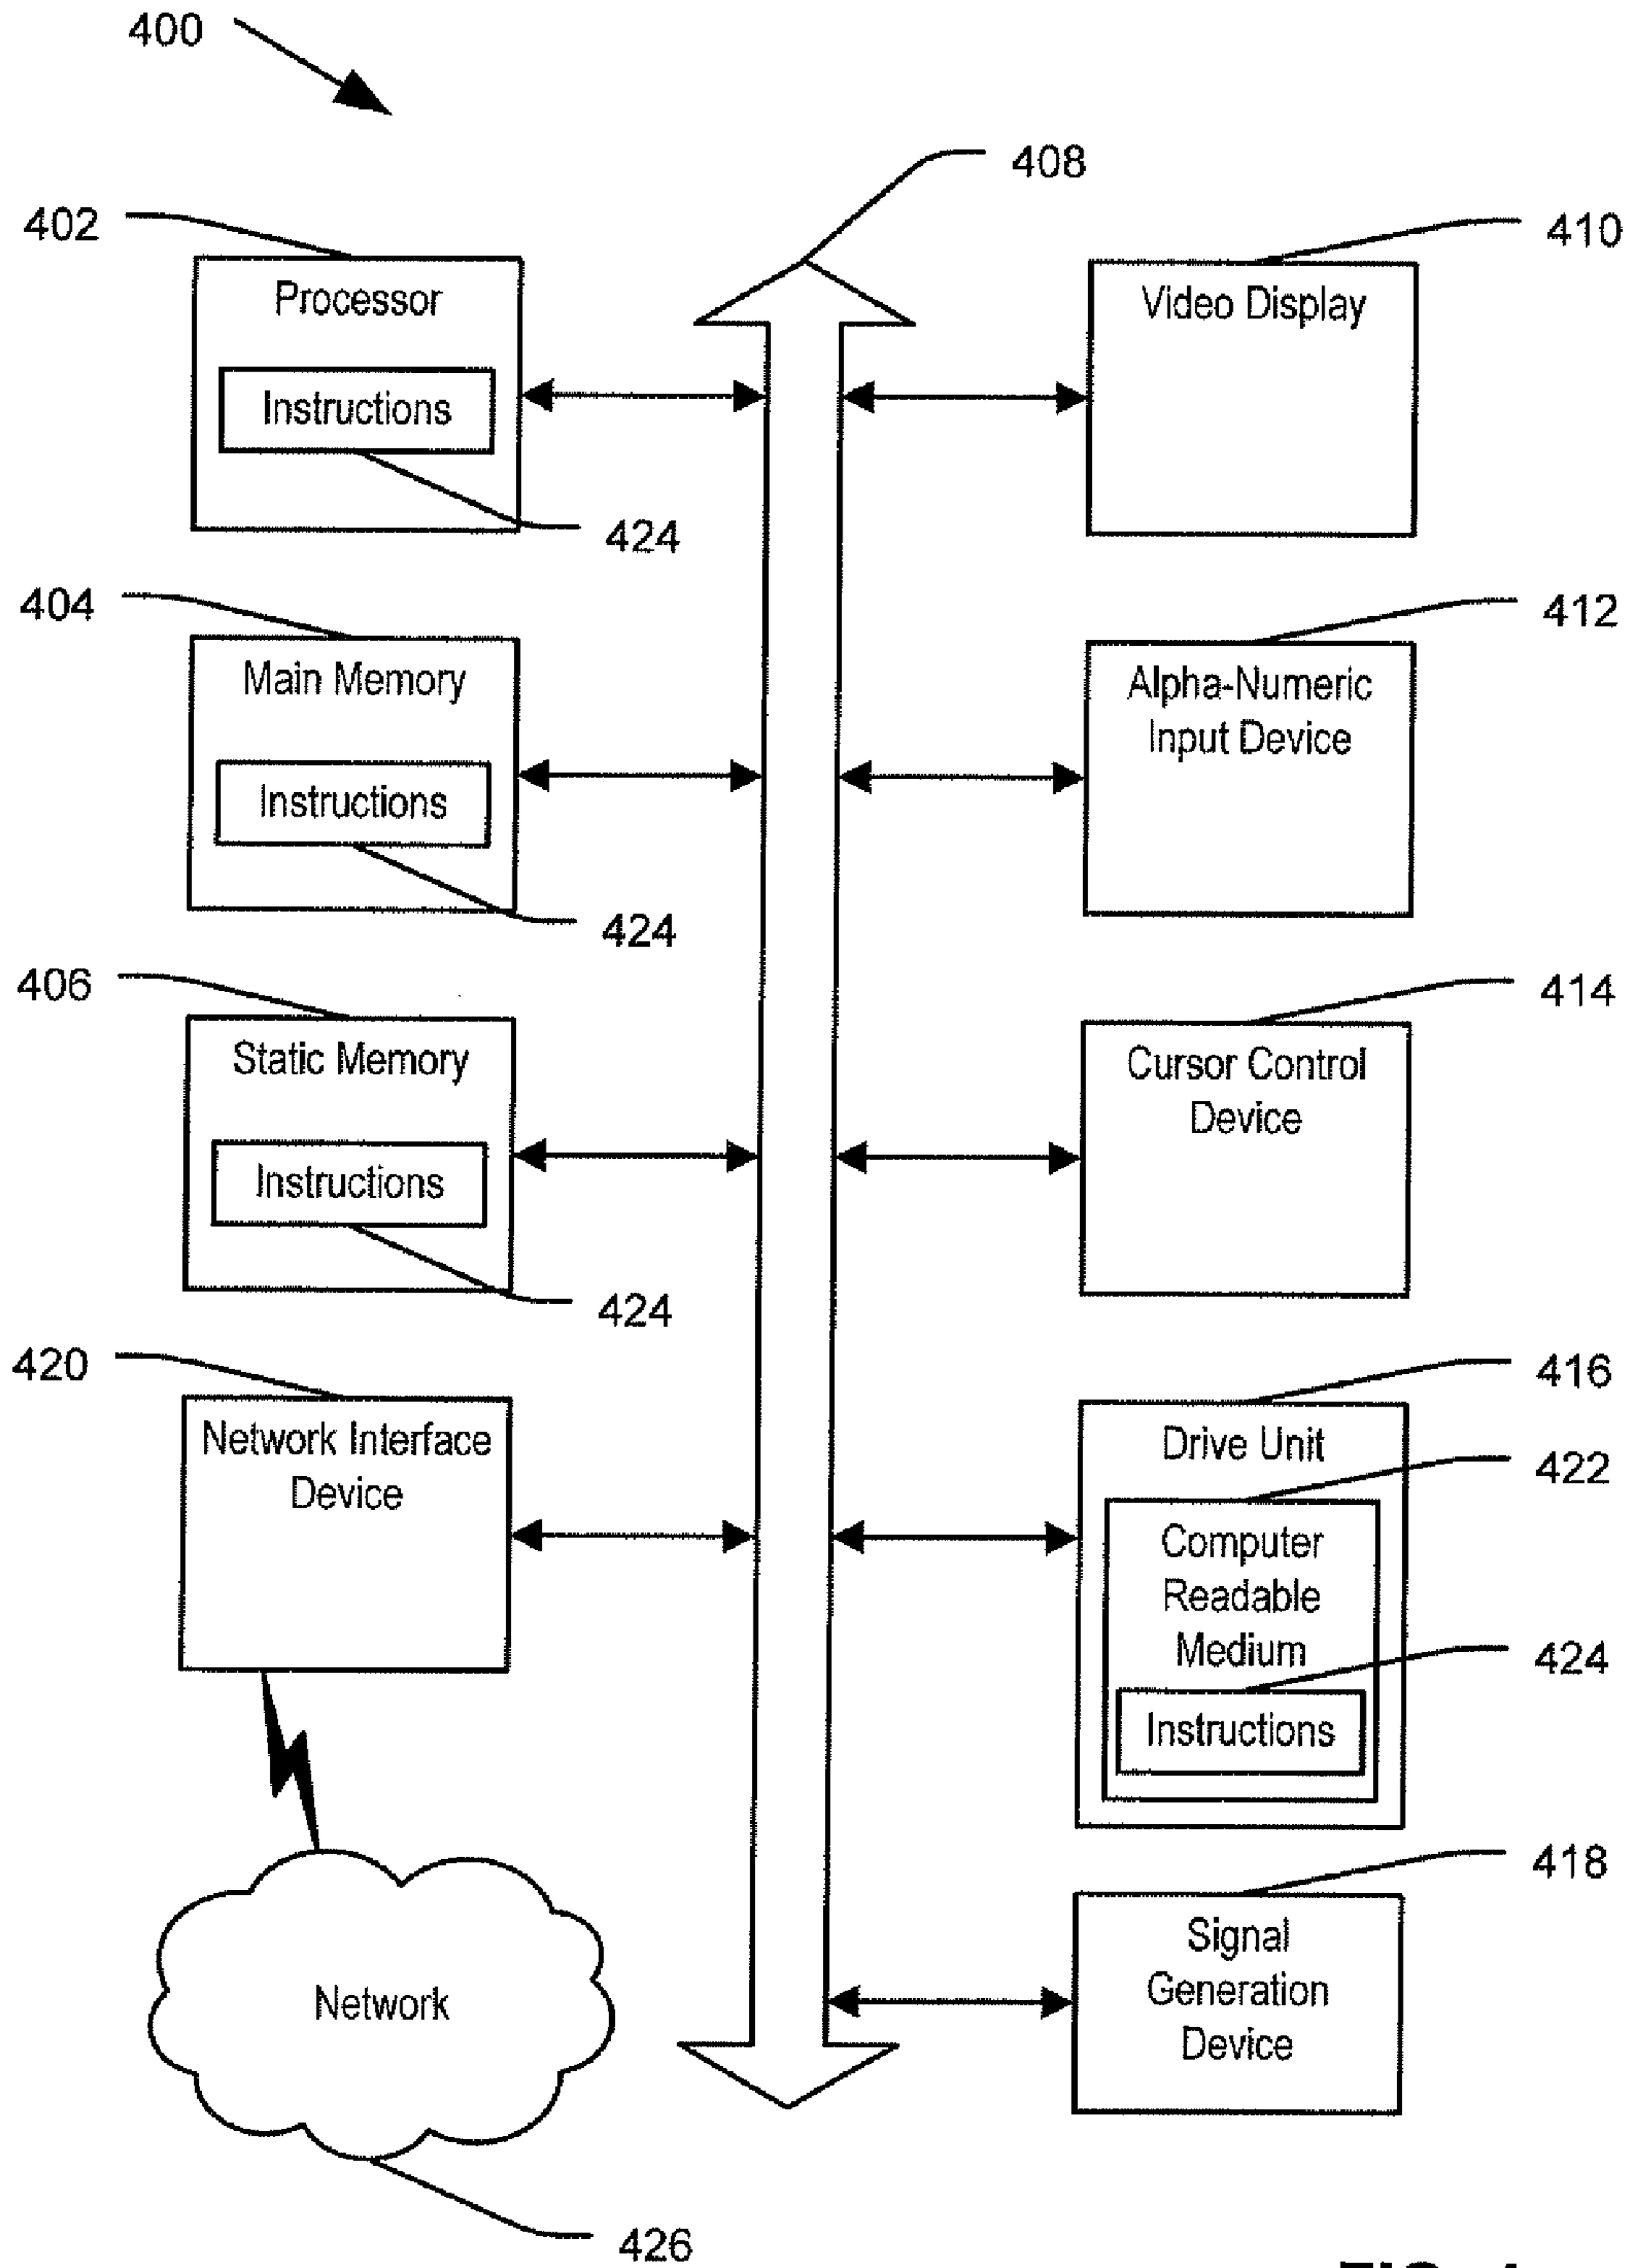 400
408
402
410
Processor
Video Display
Instructions
424
404
412
Main Memory
Alpha-Numeric
Input Device
Instructions
424
406
414
Static Memory
Cursor Control
Device
Instructions
424
420
416
Network Interface
Device
Drive Unit
422
Computer
Readable
Medium
424
Instructions
418
Signal
Generation
Device
Network
426